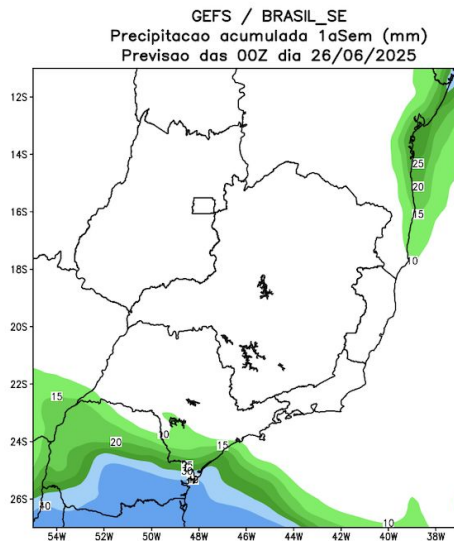 GEFS / BRASIL_SE
Precipitacao acumulada 1aSem (mm)
Previsao das 00Z dia 26/06/2025
12S
14S
25
20
15
16S
10
18S
20S
22S
15
10
15
20
24S
30
40
26S
10
54W 52W 50W 48W 46W 44W 42W 40W 38W